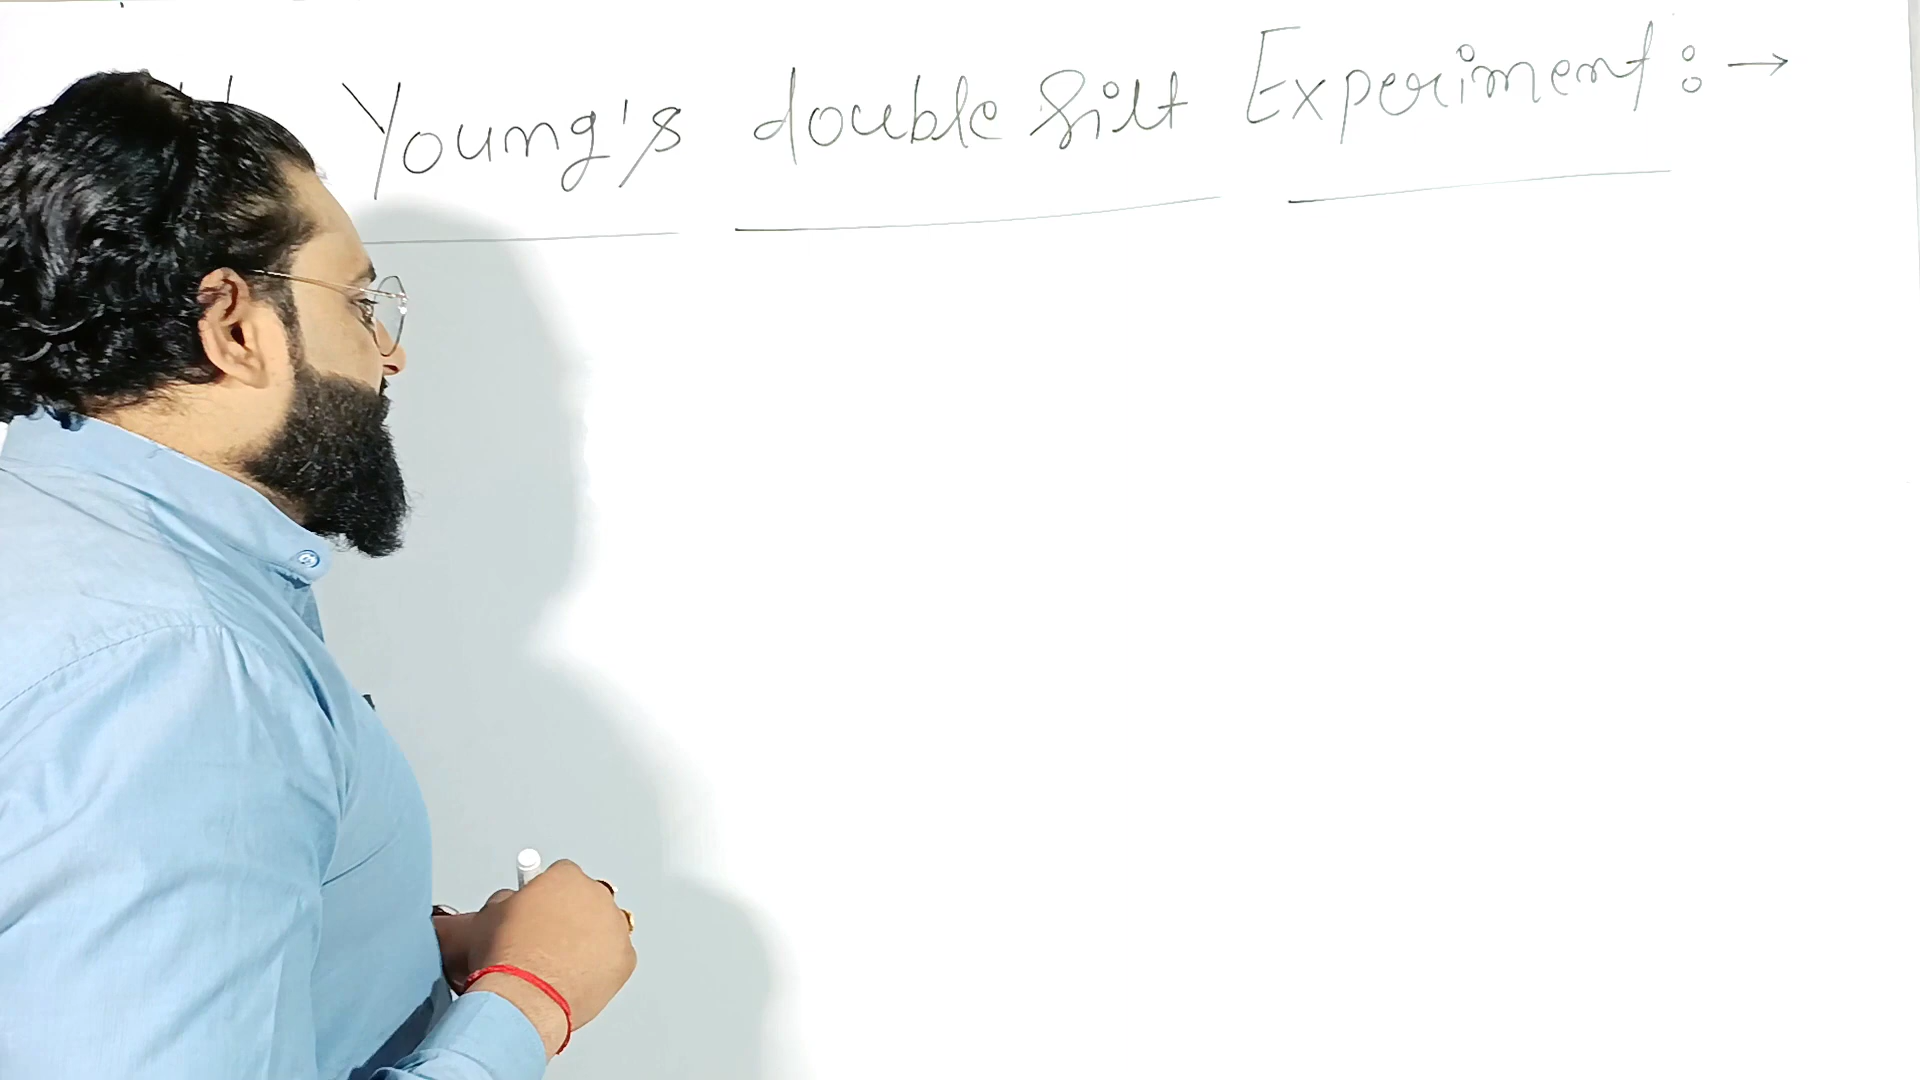 Young's double silt Experiment : →